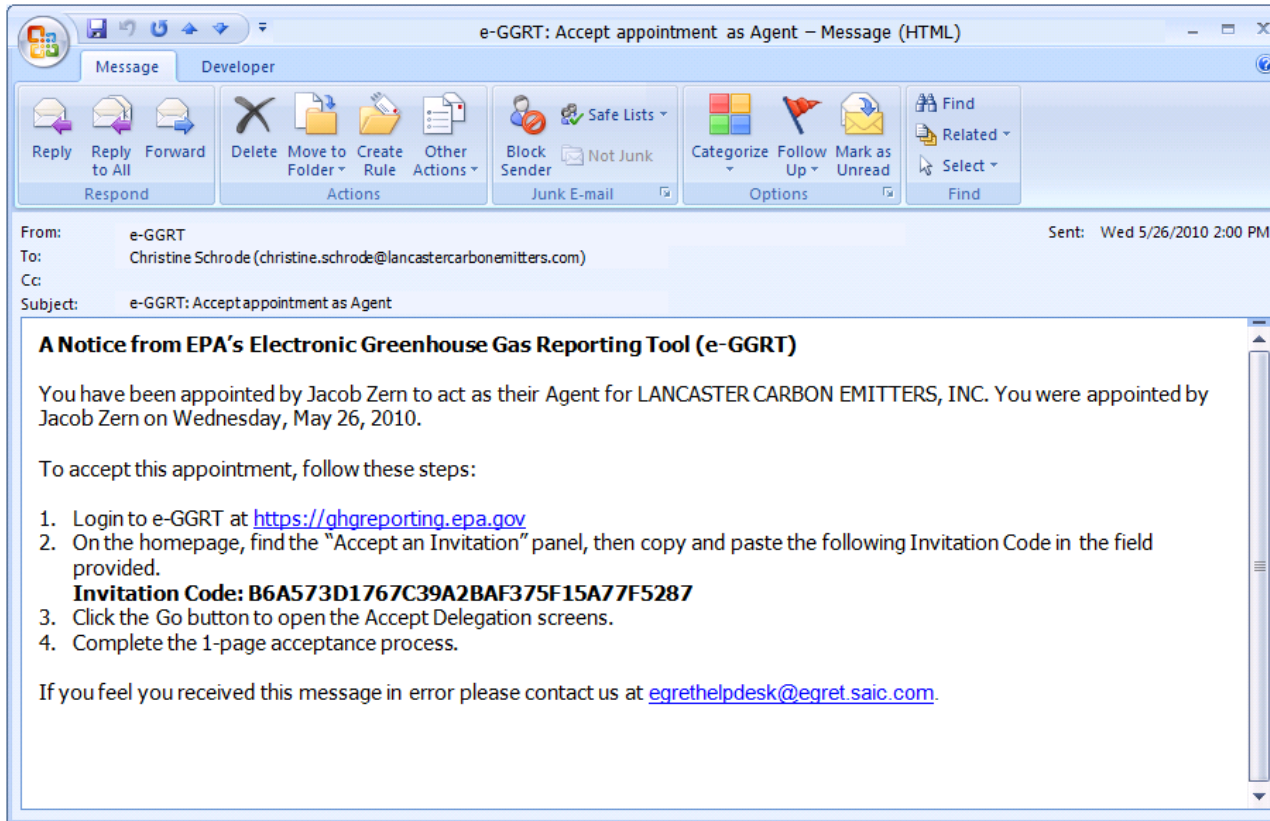 e-GGRT: Accept appointment as Agent – Message (HTML)
Message Developer
Reply
Reply to All
Forward
Respond
Delete
Move to Folder
Create Rule
Other Actions
Actions
Block Sender
Safe Lists
Not Junk
Junk E-mail
Categorize
Follow Up
Mark as Unread
Options
Find
Related
Select
Find
From: e-GGRT Sent: Wed 5/26/2010 2:00 PM
To: Christine Schrode (christine.schrode@lancastercarbonemitters.com)
Cc:
Subject: e-GGRT: Accept appointment as Agent
A Notice from EPA’s Electronic Greenhouse Gas Reporting Tool (e-GGRT)
You have been appointed by Jacob Zern to act as their Agent for LANCASTER CARBON EMITTERS, INC. You were appointed by
Jacob Zern on Wednesday, May 26, 2010.
To accept this appointment, follow these steps:
1. Login to e-GGRT at https://ghgreporting.epa.gov
2. On the homepage, find the “Accept an Invitation” panel, then copy and paste the following Invitation Code in the field
provided.
Invitation Code: B6A573D1767C39A2BAF375F15A77F5287
3. Click the Go button to open the Accept Delegation screens.
4. Complete the 1-page acceptance process.
If you feel you received this message in error please contact us at egrethelpdesk@egret.saic.com.